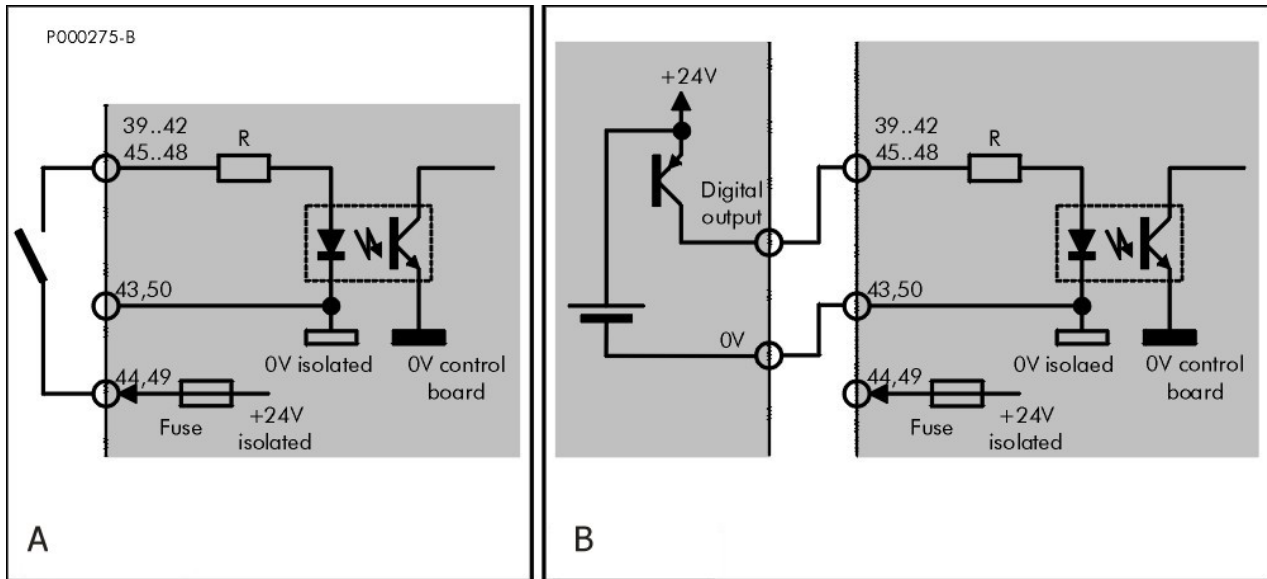 P000275-B
39..42
45..48
R
43,50
0V isolated
0V control
board
44,49
Fuse
+24V
isolated
A
+24V
Digital
output
0V
39..42
45..48
R
43,50
0V isolaed
0V control
board
44,49
Fuse
+24V
isolated
B